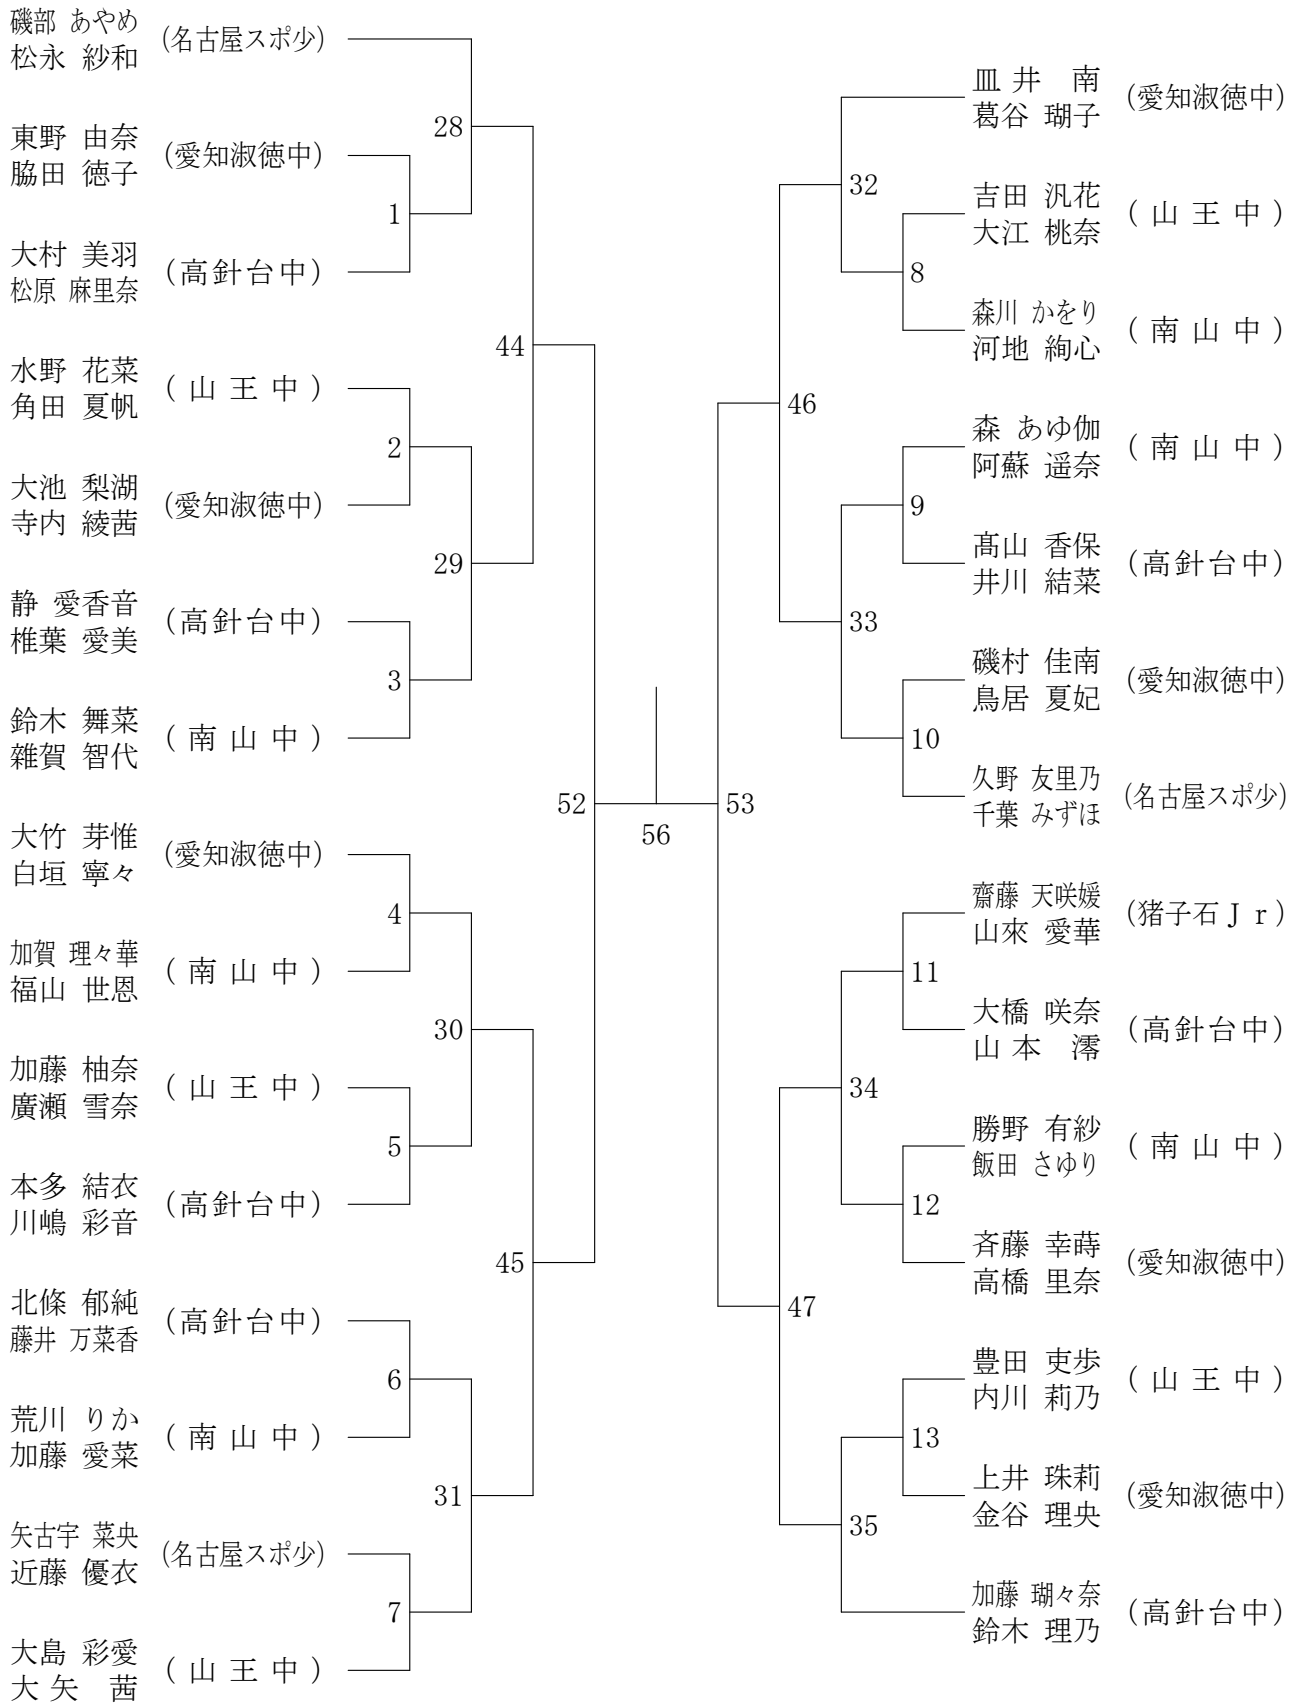 磯部 あやめ
松永 紗和
(名古屋スポ少)
東野 由奈
脇田 徳子
(愛知淑徳中)
大村 美羽
松原 麻里奈
(高針台中)
水野 花菜
角田 夏帆
(山王中)
大池 梨湖
寺内 綾茜
(愛知淑徳中)
静 愛香音
椎葉 愛美
(高針台中)
鈴木 舞菜
雑賀 智代
(南山中)
大竹 芽惟
白垣 寧々
(愛知淑徳中)
加賀 理々華
福山 世恩
(南山中)
加藤 柚奈
廣瀬 雪奈
(山王中)
本多 結衣
川嶋 彩音
(高針台中)
北條 郁純
藤井 万菜香
(高針台中)
荒川 りか
加藤 愛菜
(南山中)
矢古宇 菜央
近藤 優衣
(名古屋スポ少)
大島 彩愛
大矢 茜
(山王中)
28
1
44
2
29
3
52
4
30
5
45
6
31
7
56
53
32
8
46
9
33
10
11
34
12
47
13
35
皿井 南
葛谷 瑚子
(愛知淑徳中)
吉田 汎花
大江 桃奈
(山王中)
森川 かをり
河地 絢心
(南山中)
森 あゆ伽
阿蘇 遥奈
(南山中)
髙山 香保
井川 結菜
(高針台中)
磯村 佳南
鳥居 夏妃
(愛知淑徳中)
久野 友里乃
千葉 みずほ
(名古屋スポ少)
齋藤 天咲媛
山來 愛華
(猪子石Jr)
大橋 咲奈
山本 澪
(高針台中)
勝野 有紗
飯田 さゆり
(南山中)
斉藤 幸蒔
高橋 里奈
(愛知淑徳中)
豊田 吏歩
内川 莉乃
(山王中)
上井 珠莉
金谷 理央
(愛知淑徳中)
加藤 瑚々奈
鈴木 理乃
(高針台中)